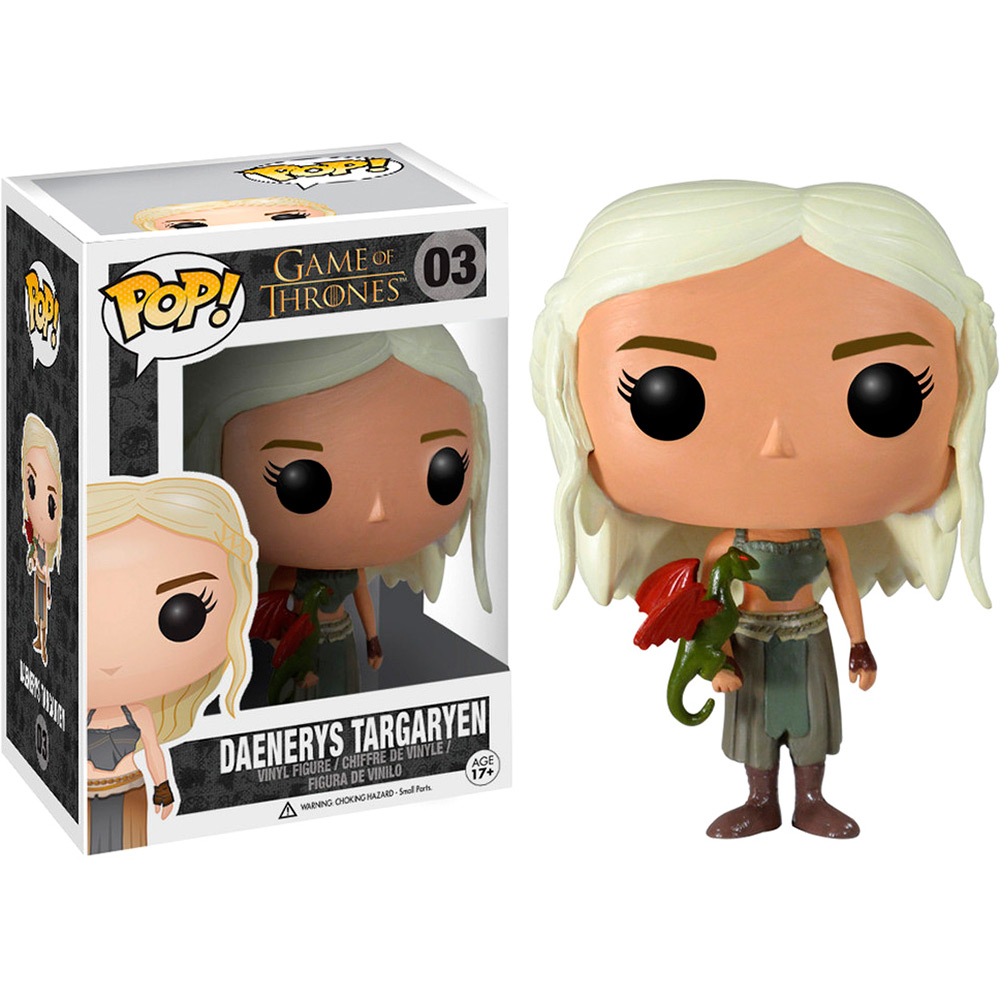 POP!
POP!
GAME OF
THRONES™
03
POP!
DAENERYS TARGARYEN
03
DAENERYS TARGARYEN
VINYL FIGURE / CHIFFRE DE VINYLE /
FIGURA DE VINILO
AGE
17+
WARNING: CHOKING HAZARD - Small Parts.